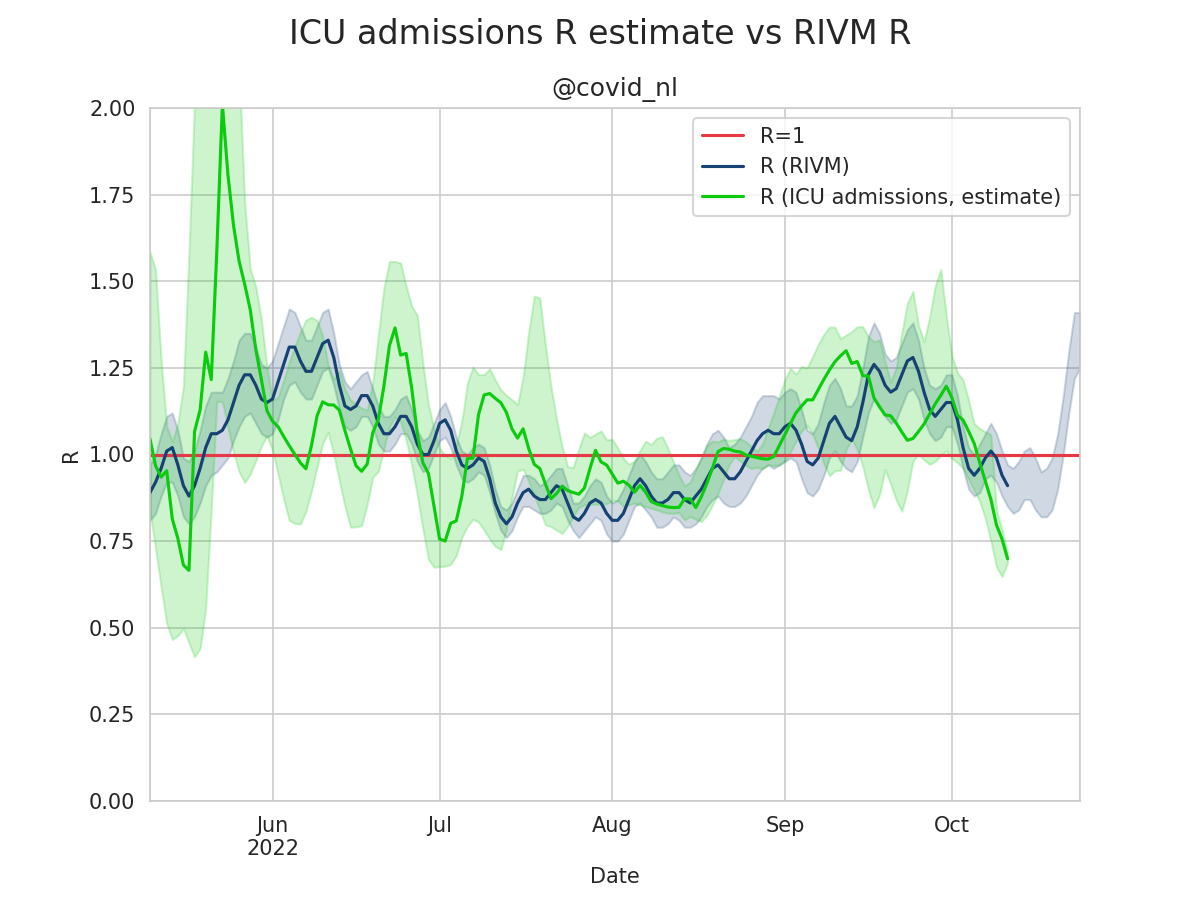 ICU admissions R estimate vs RIVM R
@covid_nl
R=1
R (RIVM)
R (ICU admissions, estimate)
2.00
1.75
1.50
1.25
1.00
0.75
0.50
0.25
0.00
R
Jun
2022
Jul
Aug
Sep
Oct
Date